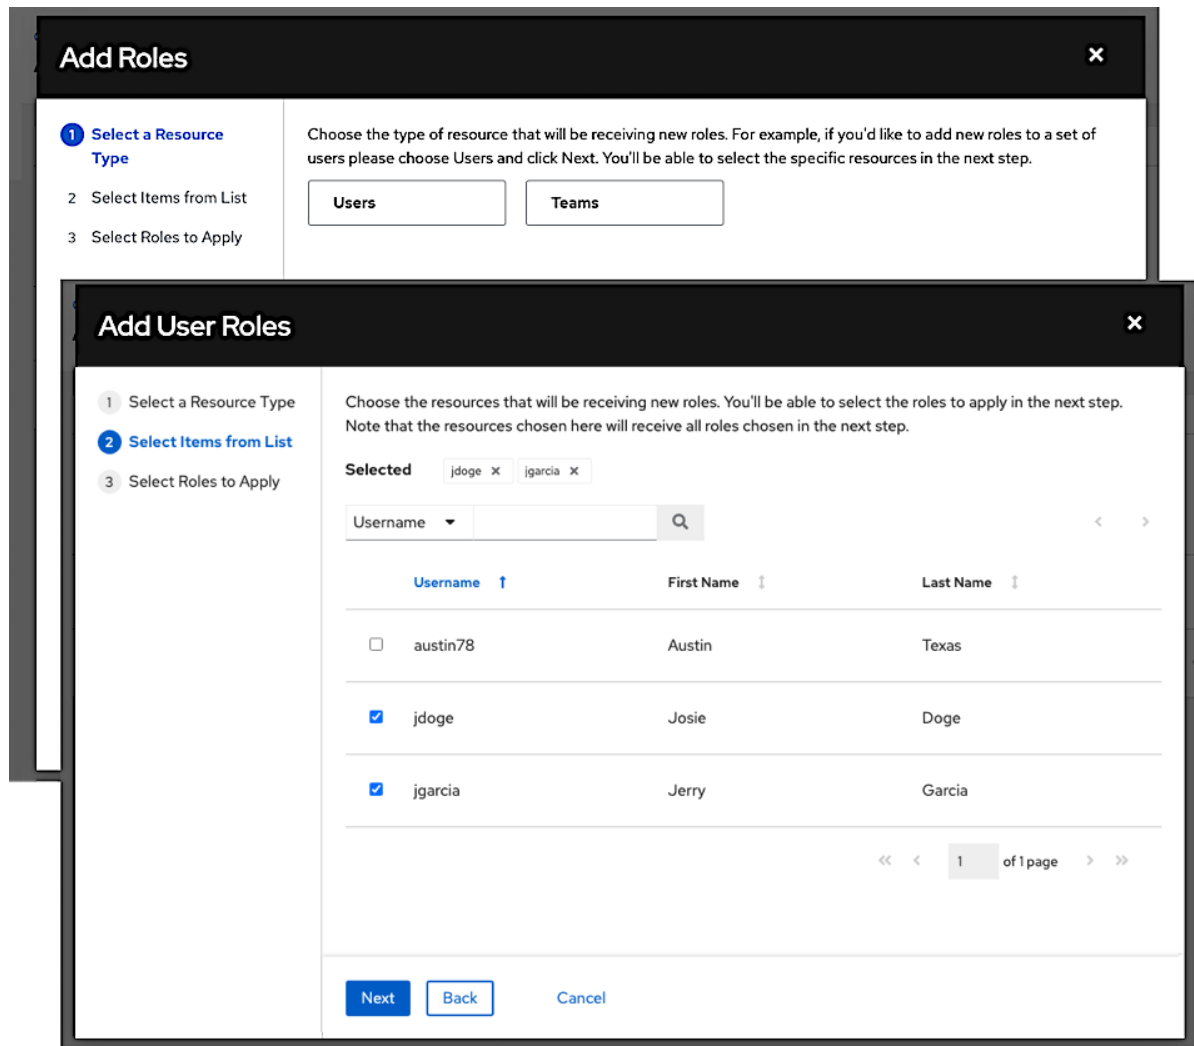 Add Roles
1 Select a Resource Type
2 Select Items from List
3 Select Roles to Apply
Choose the type of resource that will be receiving new roles. For example, if you'd like to add new roles to a set of
users please choose Users and click Next. You'll be able to select the specific resources in the next step.
Users Teams
Add User Roles
1 Select a Resource Type
2 Select Items from List
3 Select Roles to Apply
Choose the resources that will be receiving new roles. You'll be able to select the roles to apply in the next step.
Note that the resources chosen here will receive all roles chosen in the next step.
Selected jdoge jgarcia
Username
Username First Name Last Name
austin78 Austin Texas
jdoge Josie Doge
jgarcia Jerry Garcia
1 of 1 page
Next Back Cancel